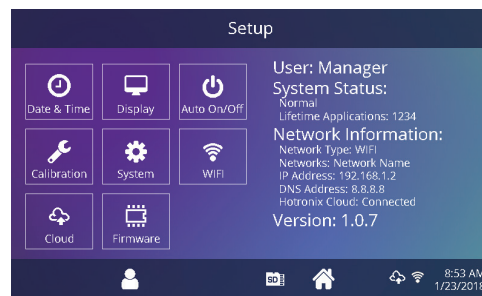 Setup
Date & Time
Display
Auto On/Off
Calibration
System
WIFI
Cloud
Firmware
User: Manager
System Status:
Normal
Lifetime Applications: 1234
Network Information:
Network Type: WIFI
Networks: Network Name
IP Address: 192.168.1.2
DNS Address: 8.8.8.8
Hotronix Cloud: Connected
Version: 1.0.7
SD
8:53 AM
1/23/2018